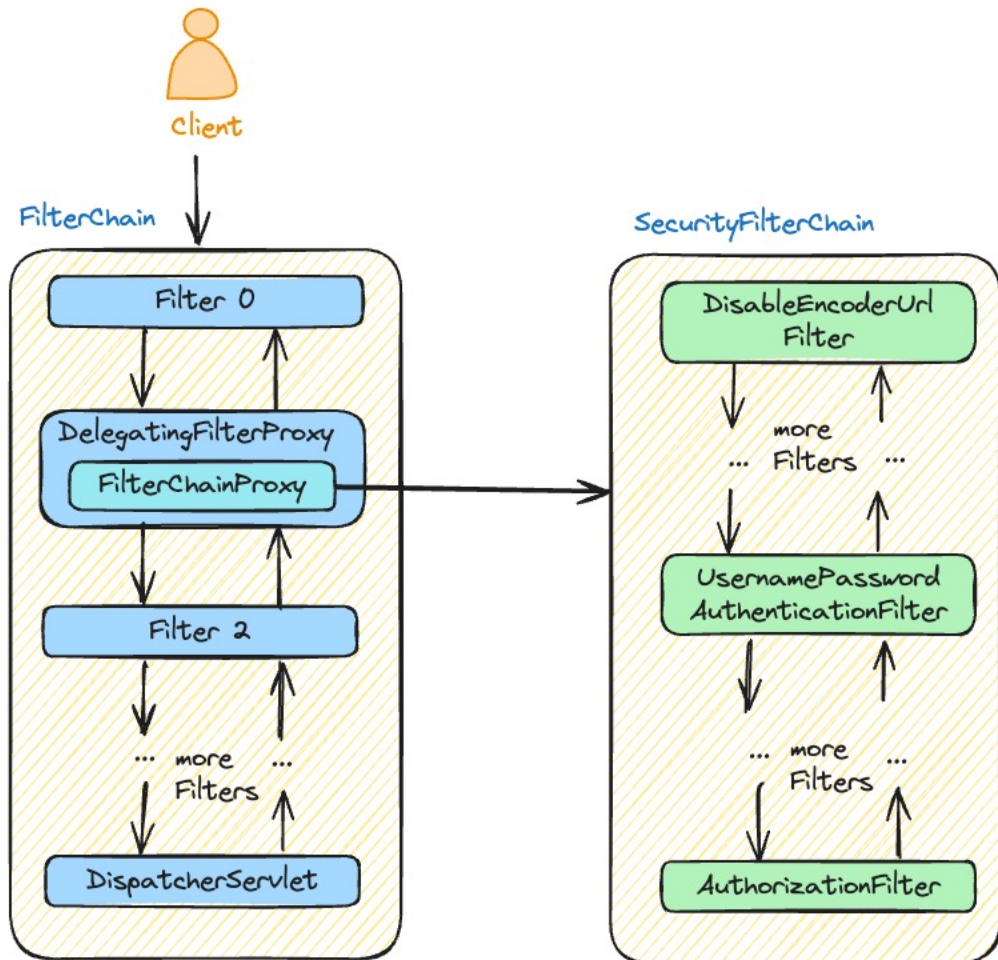 Client
FilterChain
Filter 0
DelegatingFilterProxy
FilterChainProxy
Filter 2
... more ...
Filters
DispatcherServlet
SecurityFilterChain
DisableEncoderUrl
Filter
more
... Filters ...
UsernamePassword
AuthenticationFilter
... more ...
Filters
AuthorizationFilter